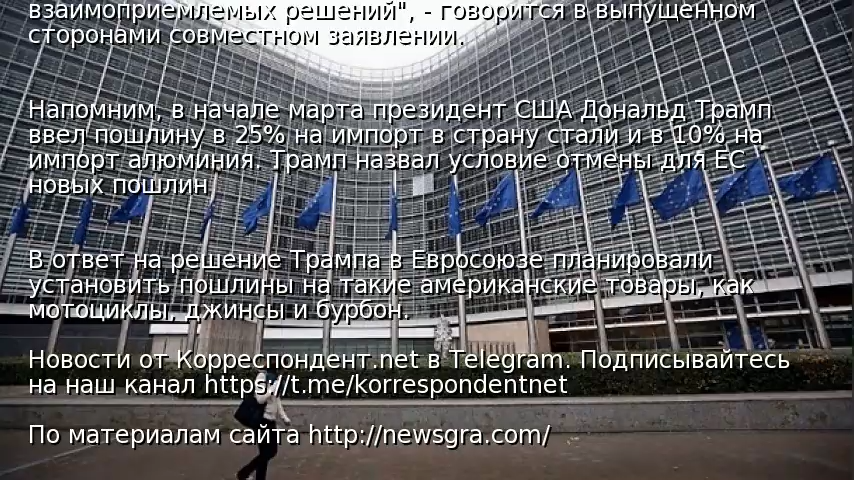 взаимоприемлемых решений", - говорится в выпущенном
сторонами совместном заявлении.
Напомним, в начале марта президент США Дональд Трамп
ввел пошлину в 25% на импорт в страну стали и в 10% на
импорт алюминия. Трамп назвал условие отмены для ЕС
новых пошлин.
В ответ на решение Трампа в Евросоюзе планировали
установить пошлины на такие американские товары, как
мотоциклы, джинсы и бурбон.
Новости от Корреспондент.net в Telegram. Подписывайтесь
на наш канал https://t.me/korrespondentnet
По материалам сайта http://newsgra.com/